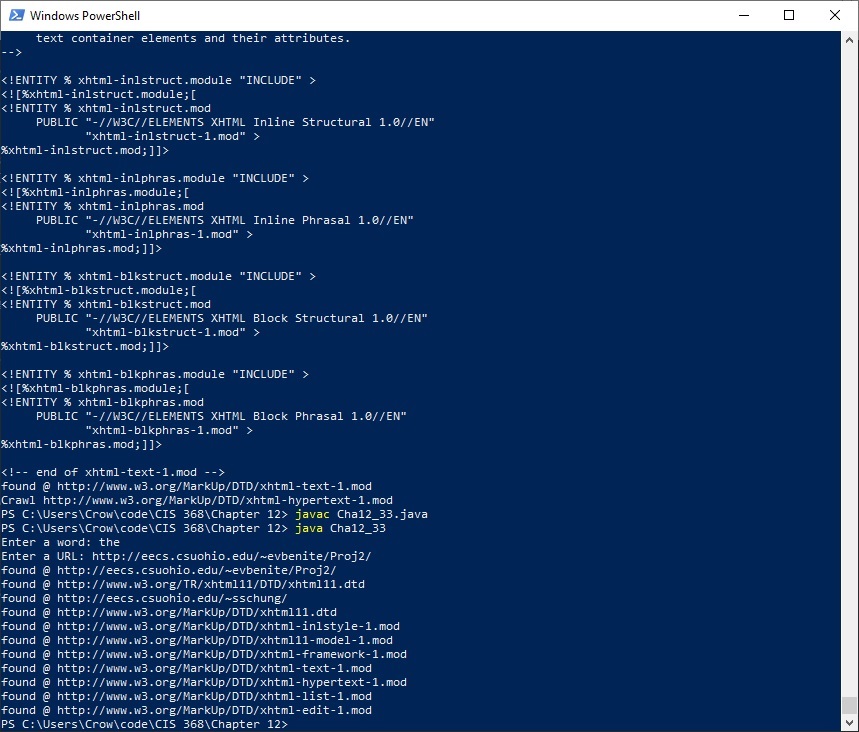 Windows PowerShell
text container elements and their attributes.
-->
<!ENTITY % xhtml-inlstruct.module "INCLUDE" >
<![%xhtml-inlstruct.module;[
<!ENTITY % xhtml-inlstruct.mod
PUBLIC "-//W3C//ELEMENTS XHTML Inline Structural 1.0//EN"
"xhtml-inlstruct-1.mod" >
%xhtml-inlstruct.mod;]]>
<!ENTITY % xhtml-inlphras.module "INCLUDE" >
<![%xhtml-inlphras.module;[
<!ENTITY % xhtml-inlphras.mod
PUBLIC "-//W3C//ELEMENTS XHTML Inline Phrasal 1.0//EN"
"xhtml-inlphras-1.mod" >
%xhtml-inlphras.mod;]]>
<!ENTITY % xhtml-blkstruct.module "INCLUDE" >
<![%xhtml-blkstruct.module;[
<!ENTITY % xhtml-blkstruct.mod
PUBLIC "-//W3C//ELEMENTS XHTML Block Structural 1.0//EN"
"xhtml-blkstruct-1.mod" >
%xhtml-blkstruct.mod;]]>
<!ENTITY % xhtml-blkphras.module "INCLUDE" >
<![%xhtml-blkphras.module;[
<!ENTITY % xhtml-blkphras.mod
PUBLIC "-//W3C//ELEMENTS XHTML Block Phrasal 1.0//EN"
"xhtml-blkphras-1.mod" >
%xhtml-blkphras.mod;]]>
<!-- end of xhtml-text-1.mod -->
found @ http://www.w3.org/MarkUp/DTD/xhtml-text-1.mod
Crawl http://www.w3.org/MarkUp/DTD/xhtml-hypertext-1.mod
PS C:\Users\Crow\code\CIS 368\Chapter 12> javac Cha12_33.java
PS C:\Users\Crow\code\CIS 368\Chapter 12> java Cha12_33
Enter a word: the
Enter a URL: http://eecs.csuohio.edu/~evbenite/Proj2/
found @ http://eecs.csuohio.edu/~evbenite/Proj2/
found @ http://www.w3.org/TR/xhtml11/DTD/xhtml11.dtd
found @ http://eecs.csuohio.edu/~sschung/
found @ http://www.w3.org/MarkUp/DTD/xhtml11.dtd
found @ http://www.w3.org/MarkUp/DTD/xhtml-inlstyle-1.mod
found @ http://www.w3.org/MarkUp/DTD/xhtml11-model-1.mod
found @ http://www.w3.org/MarkUp/DTD/xhtml-framework-1.mod
found @ http://www.w3.org/MarkUp/DTD/xhtml-text-1.mod
found @ http://www.w3.org/MarkUp/DTD/xhtml-hypertext-1.mod
found @ http://www.w3.org/MarkUp/DTD/xhtml-list-1.mod
found @ http://www.w3.org/MarkUp/DTD/xhtml-edit-1.mod
PS C:\Users\Crow\code\CIS 368\Chapter 12>